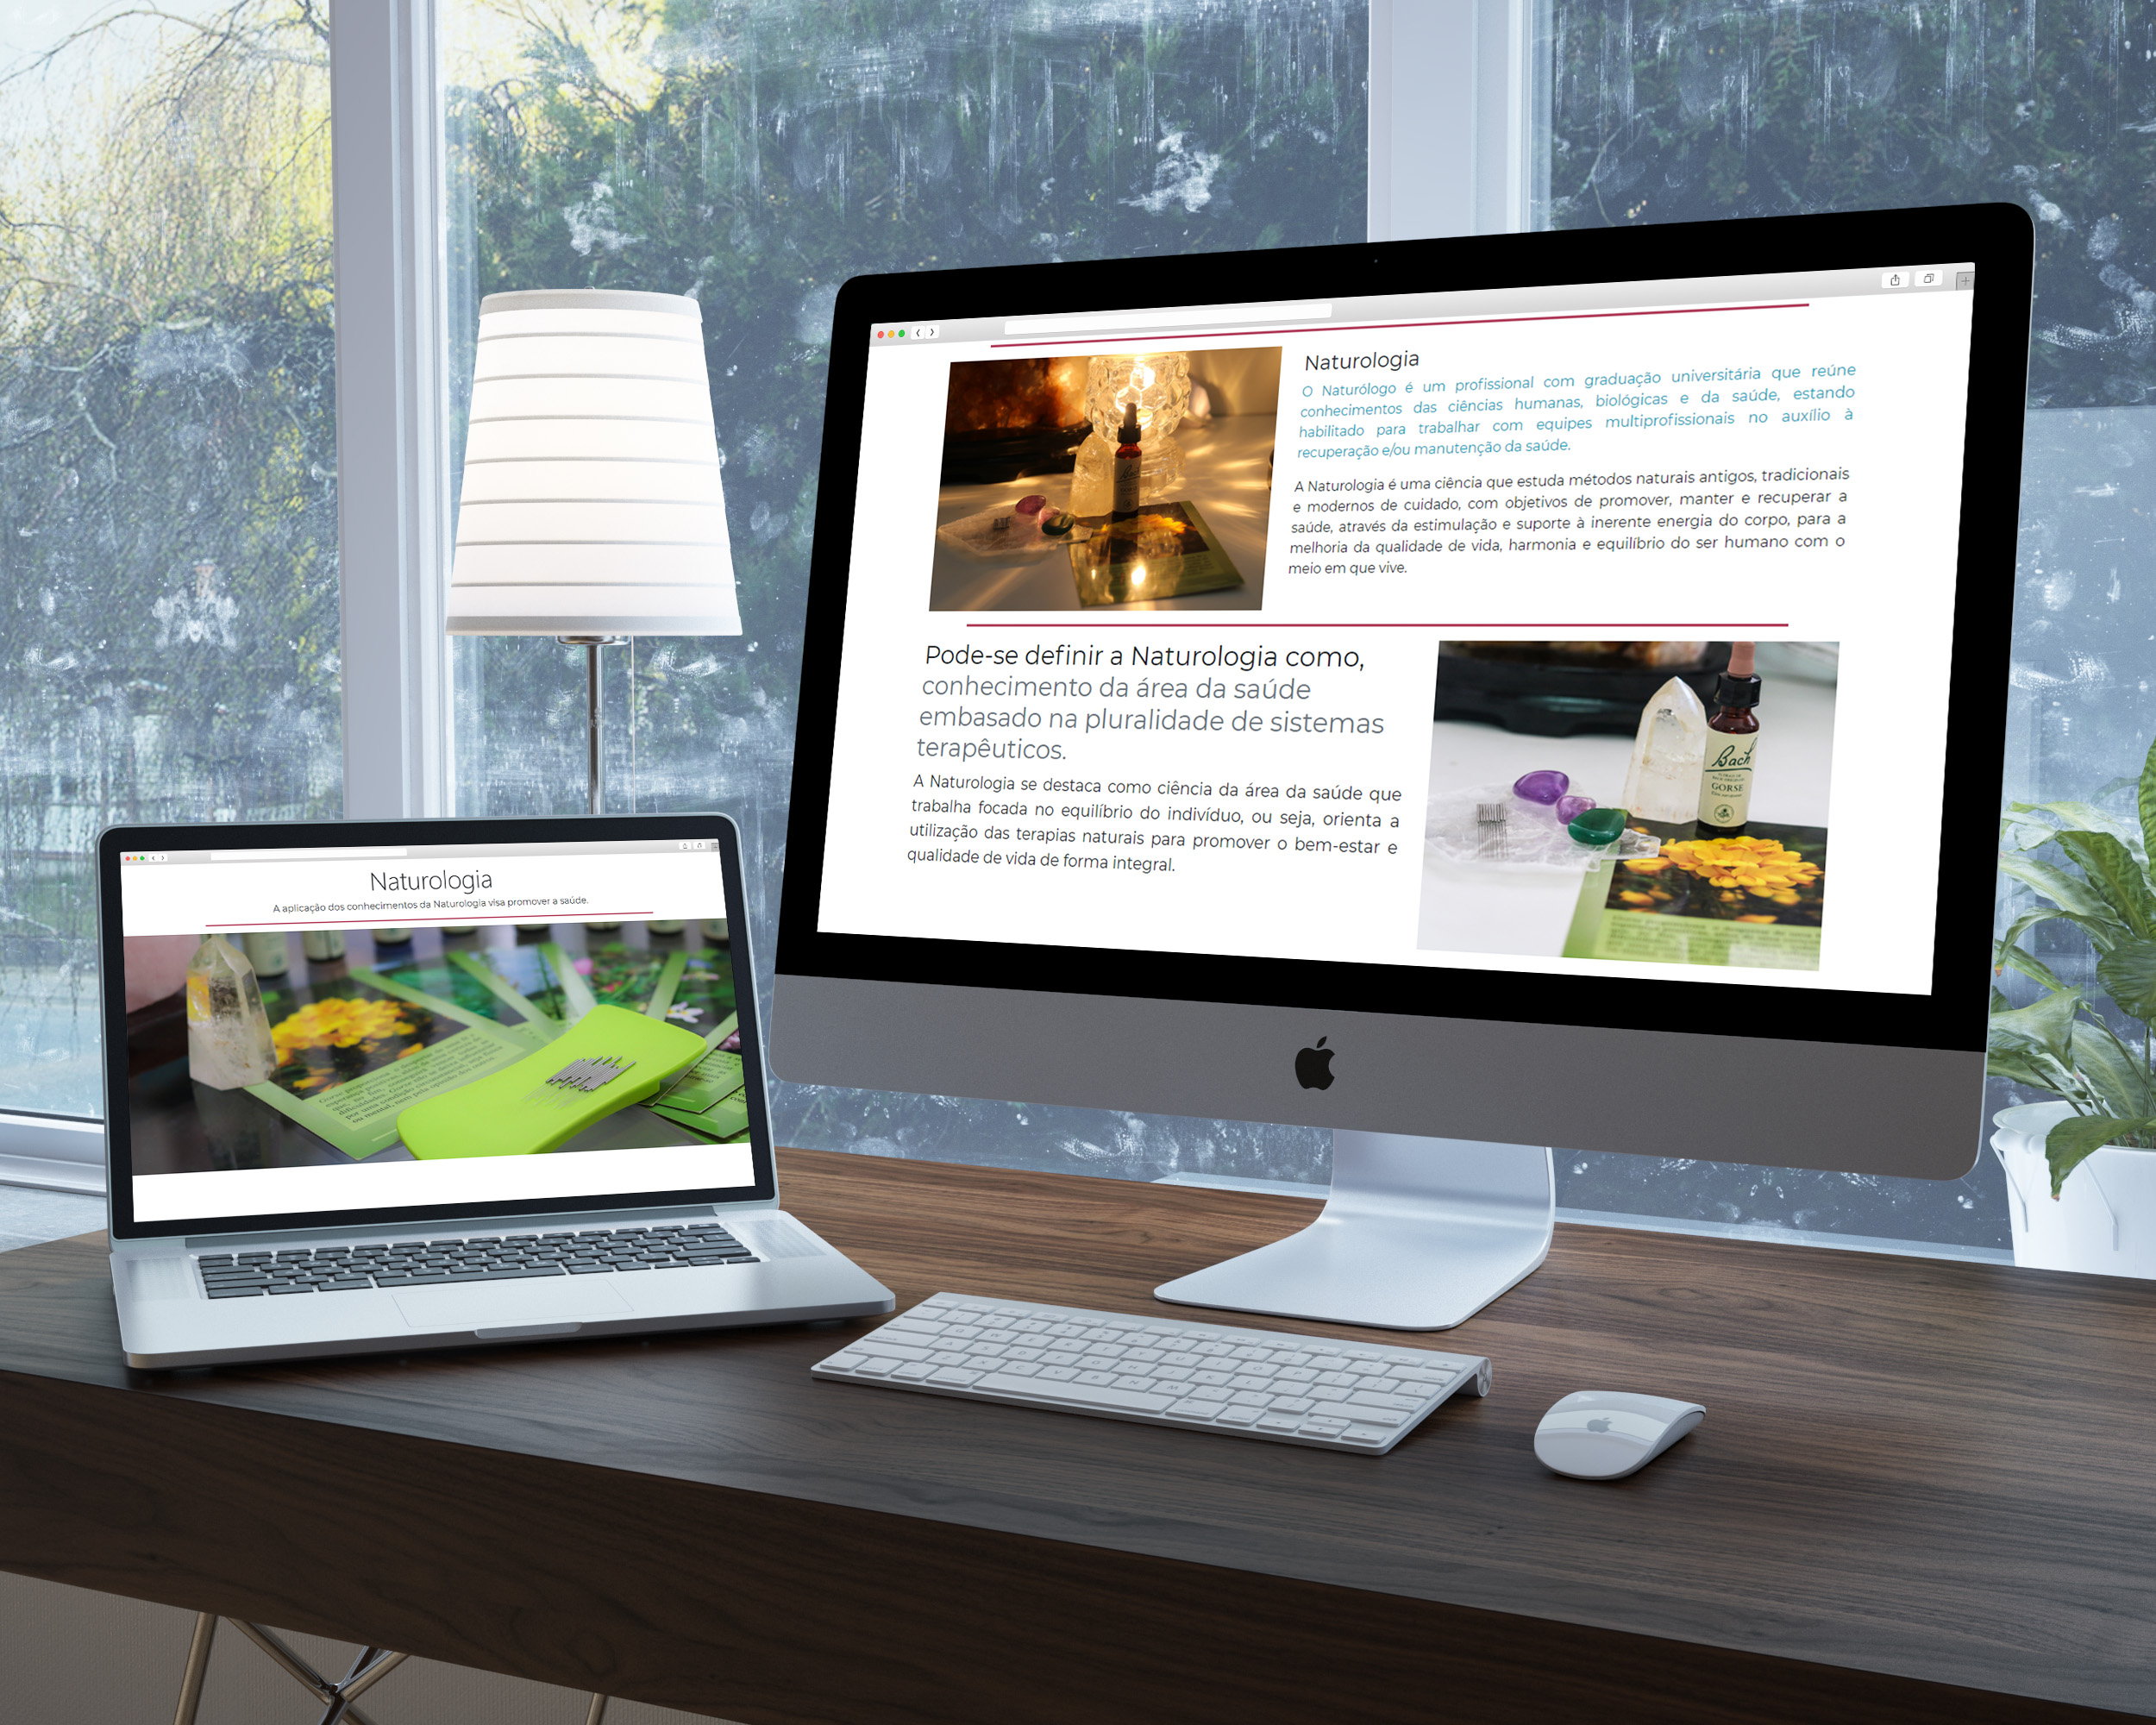 Naturologia
O Naturólogo é um profissional com graduação universitária que reúne
conhecimentos das ciências humanas, biológicas e da saúde, estando
habilitado para trabalhar com equipes multiprofissionais no auxílio à
recuperação e/ou manutenção da saúde.
A Naturologia é uma ciência que estuda métodos naturais antigos, tradicionais
e modernos de cuidado, com objetivos de promover, manter e recuperar a
saúde, através da estimulação e suporte à inerente energia do corpo, para a
melhoria da qualidade de vida, harmonia e equilíbrio do ser humano com o
meio em que vive.
Pode-se definir a Naturologia como,
conhecimento da área da saúde
embasado na pluralidade de sistemas
terapêuticos.
A Naturologia se destaca como ciência da área da saúde que
trabalha focada no equilíbrio do indivíduo, ou seja, orienta a
utilização das terapias naturais para promover o bem-estar e
qualidade de vida de forma integral.
Bach
GORSE
Naturologia
A aplicação dos conhecimentos da Naturologia visa promover a saúde.